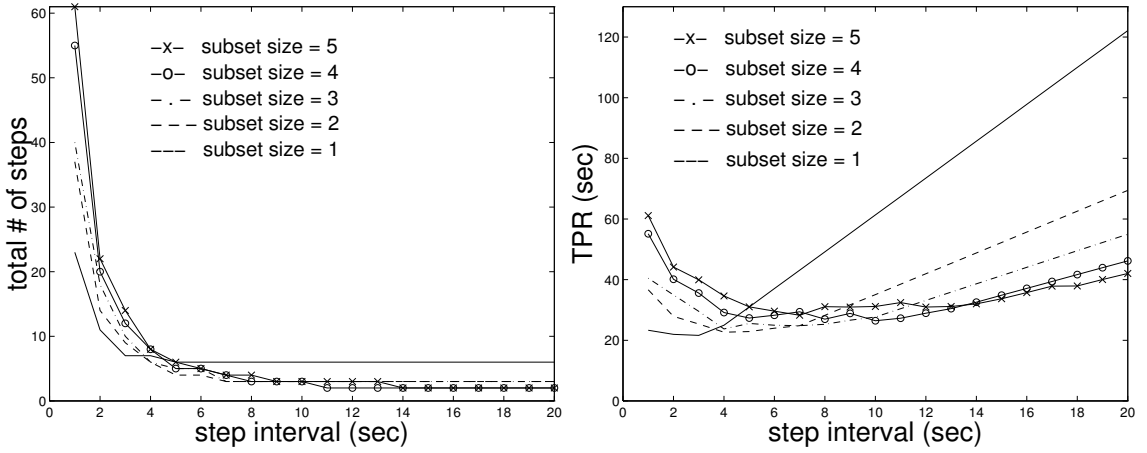 60
50
40
30
20
10
0
0 2 4 6 8 10 12 14 16 18 20
total # of steps
step interval (sec)
–x– subset size = 5
–o– subset size = 4
– . – subset size = 3
– – – subset size = 2
—— subset size = 1
120
100
80
60
40
20
0
0 2 4 6 8 10 12 14 16 18 20
TPR (sec)
step interval (sec)
–x– subset size = 5
–o– subset size = 4
– . – subset size = 3
– – – subset size = 2
—— subset size = 1